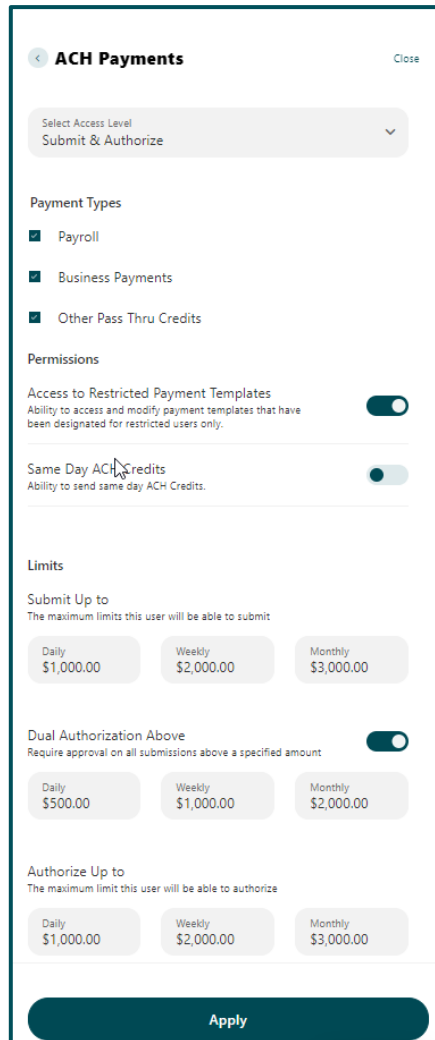 ACH Payments
Close
Select Access Level
Submit & Authorize
Payment Types
Payroll
Business Payments
Other Pass Thru Credits
Permissions
Access to Restricted Payment Templates
Ability to access and modify payment templates that have
been designated for restricted users only.
Same Day ACH Credits
Ability to send same day ACH Credits.
Limits
Submit Up to
The maximum limits this user will be able to submit
Daily Weekly Monthly
$1,000.00 $2,000.00 $3,000.00
Dual Authorization Above
Require approval on all submissions above a specified amount
Daily Weekly Monthly
$500.00 $1,000.00 $2,000.00
Authorize Up to
The maximum limit this user will be able to authorize
Daily Weekly Monthly
$1,000.00 $2,000.00 $3,000.00
Apply